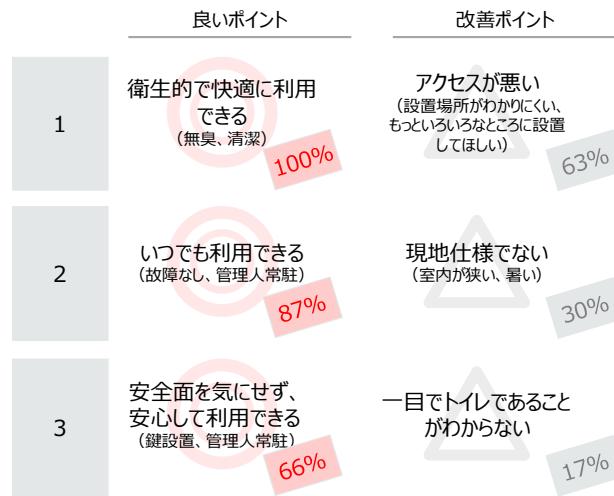 良いポイント
改善ポイント
1
衛生的で快適に利用
できる
（無臭、清潔）
100%
アクセスが悪い
（設置場所がわかりにくい、
もっといろいろなところに設置
してほしい）
63%
2
いつでも利用できる
（故障なし、管理人常駐）
87%
現地仕様でない
（室内が狭い、暑い）
30%
3
安全面を気にせず、
安心して利用できる
（鍵設置、管理人常駐）
66%
一目でトイレであること
がわからない
17%